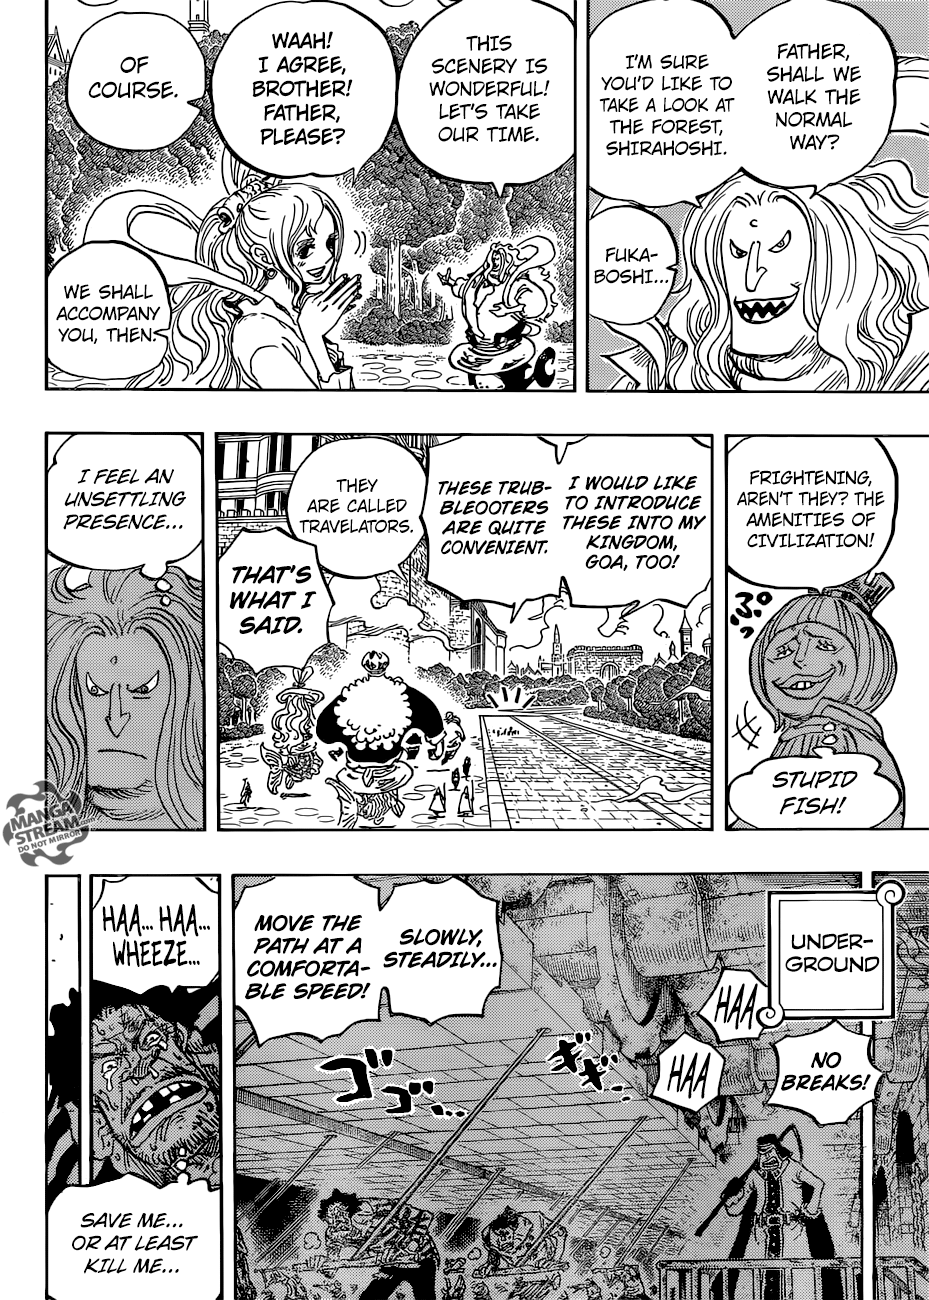 FATHER,
SHALL WE
WALK THE
NORMAL
WAY?
I'M SURE
YOU'D LIKE TO
TAKE A LOOK AT
THE FOREST,
SHIRAHOSHI.
FUKA-
BOSHI...
THIS
SCENERY IS
WONDERFUL!
LET'S TAKE
OUR TIME.
WAAH!
I AGREE,
BROTHER!
FATHER,
PLEASE?
OF
COURSE.
WE SHALL
ACCOMPANY
YOU, THEN.
FRIGHTENING,
AREN'T THEY? THE
AMENITIES OF
CIVILIZATION!
STUPID
FISH!
I WOULD LIKE
TO INTRODUCE
THESE INTO MY
KINGDOM,
GOA, TOO!
THESE TRUB-
BLEOOTERS
ARE QUITE
CONVENIENT.
THEY
ARE CALLED
TRAVELATORS.
THAT'S
WHAT I
SAID.
I FEEL AN
UNSETTLING
PRESENCE...
MANGA
STREAM.com
DO NOT MIRROR
UNDER-
GROUND
NO
BREAKS!
HAA
HAA
SLOWLY,
STEADILY...
MOVE THE
PATH AT A
COMFORTA-
BLE SPEED!
ギギ…
ゴゴ…
HAA... HAA...
WHEEZE...
SAVE ME...
OR AT LEAST
KILL ME...